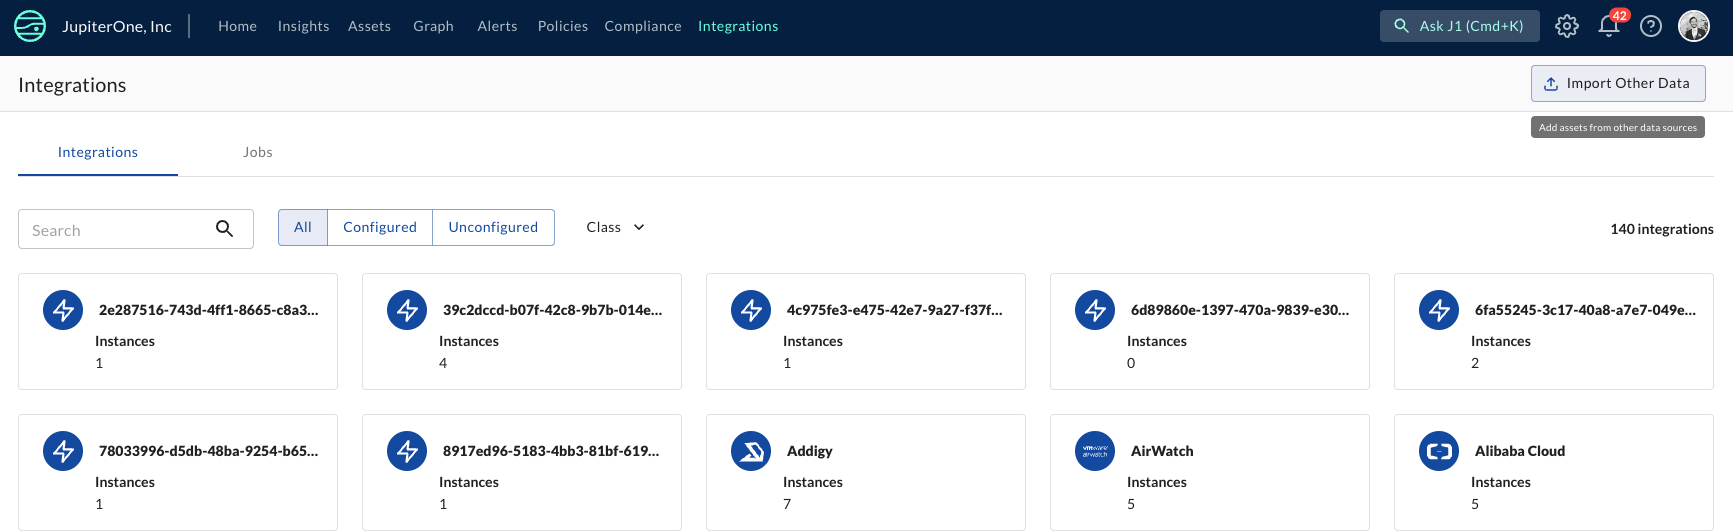 JupiterOne, Inc
Home Insights Assets Graph Alerts Policies Compliance Integrations
Ask J1 (Cmd+K)
42
Integrations
Import Other Data
Add assets from other data sources
Integrations Jobs
Search
All Configured Unconfigured
Class
140 integrations
2e287516-743d-4ff1-8665-c8a3...
Instances
1
39c2dccd-b07f-42c8-9b7b-014e...
Instances
4
4c975fe3-e475-42e7-9a27-f37f...
Instances
1
6d89860e-1397-470a-9839-e30...
Instances
0
6fa55245-3c17-40a8-a7e7-049e...
Instances
2
78033996-d5db-48ba-9254-b65...
Instances
1
8917ed96-5183-4bb3-81bf-619...
Instances
1
Addigy
Instances
7
vmware
airwatch
AirWatch
Instances
5
Alibaba Cloud
Instances
5